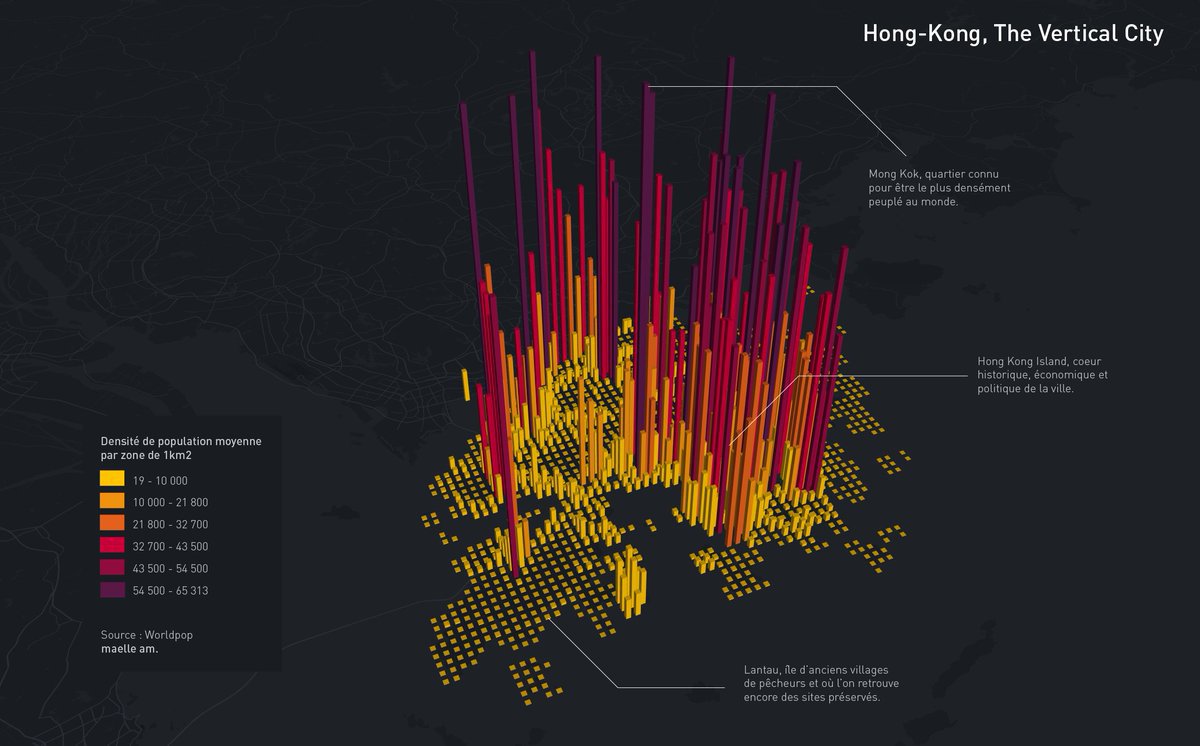 Hong-Kong, The Vertical City
Mong Kok, quartier connu
pour être le plus densément
peuplé au monde.
Hong Kong Island, coeur
historique, économique et
politique de la ville.
Densité de population moyenne
par zone de 1km2
19 - 10 000
10 000 - 21 800
21 800 - 32 700
32 700 - 43 500
43 500 - 54 500
54 500 - 65 313
Source : Worldpop
maelle am.
Lantau, île d'anciens villages
de pêcheurs et où l'on retrouve
encore des sites préservés.